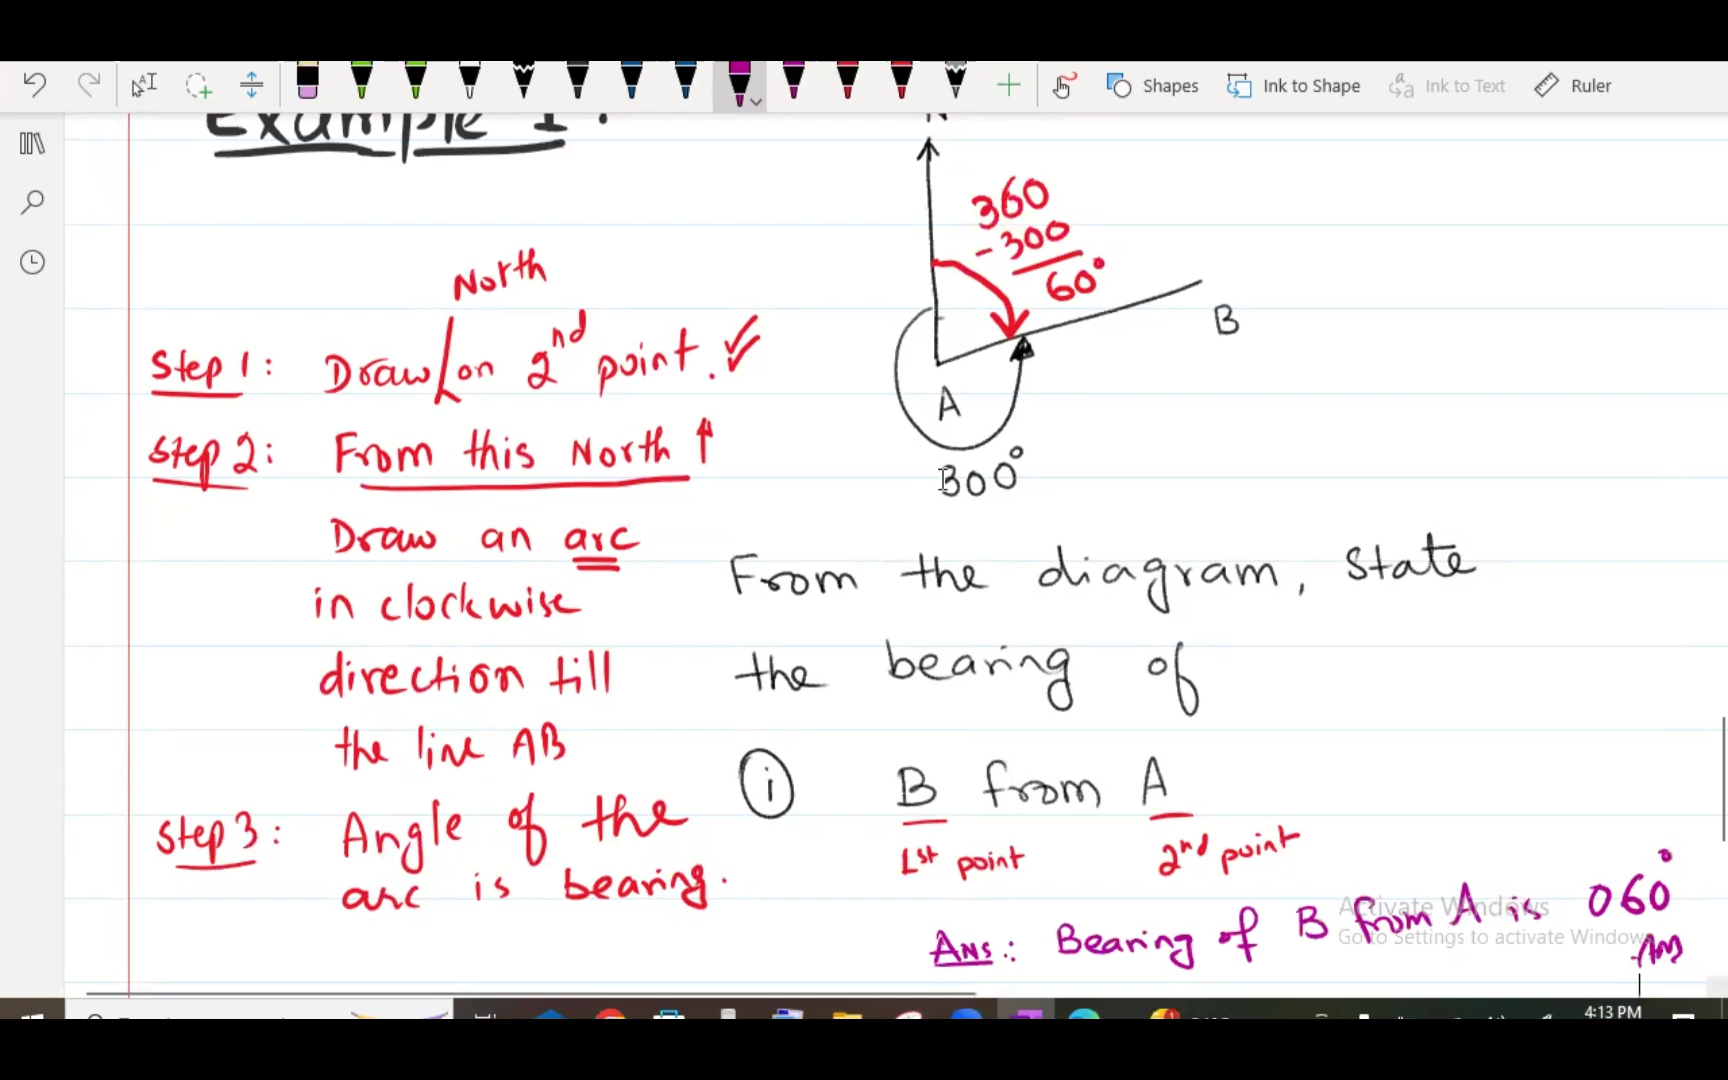 Shapes
Ink to Shape
Ink to Text
Ruler
Example 1:
N
360
-300
60°
B
A
300°
North
Step 1: Draw on 2nd point.
Step 2: From this North ↑
Draw an arc
in clockwise
direction till
the line AB
Step 3: Angle of the
arc is bearing.
From the diagram, state
the bearing of
i B from A
1st point 2nd point
Ans: Bearing of B from A is 060°
Ans
Activate Windows
Go to Settings to activate Windows.
4:13 PM